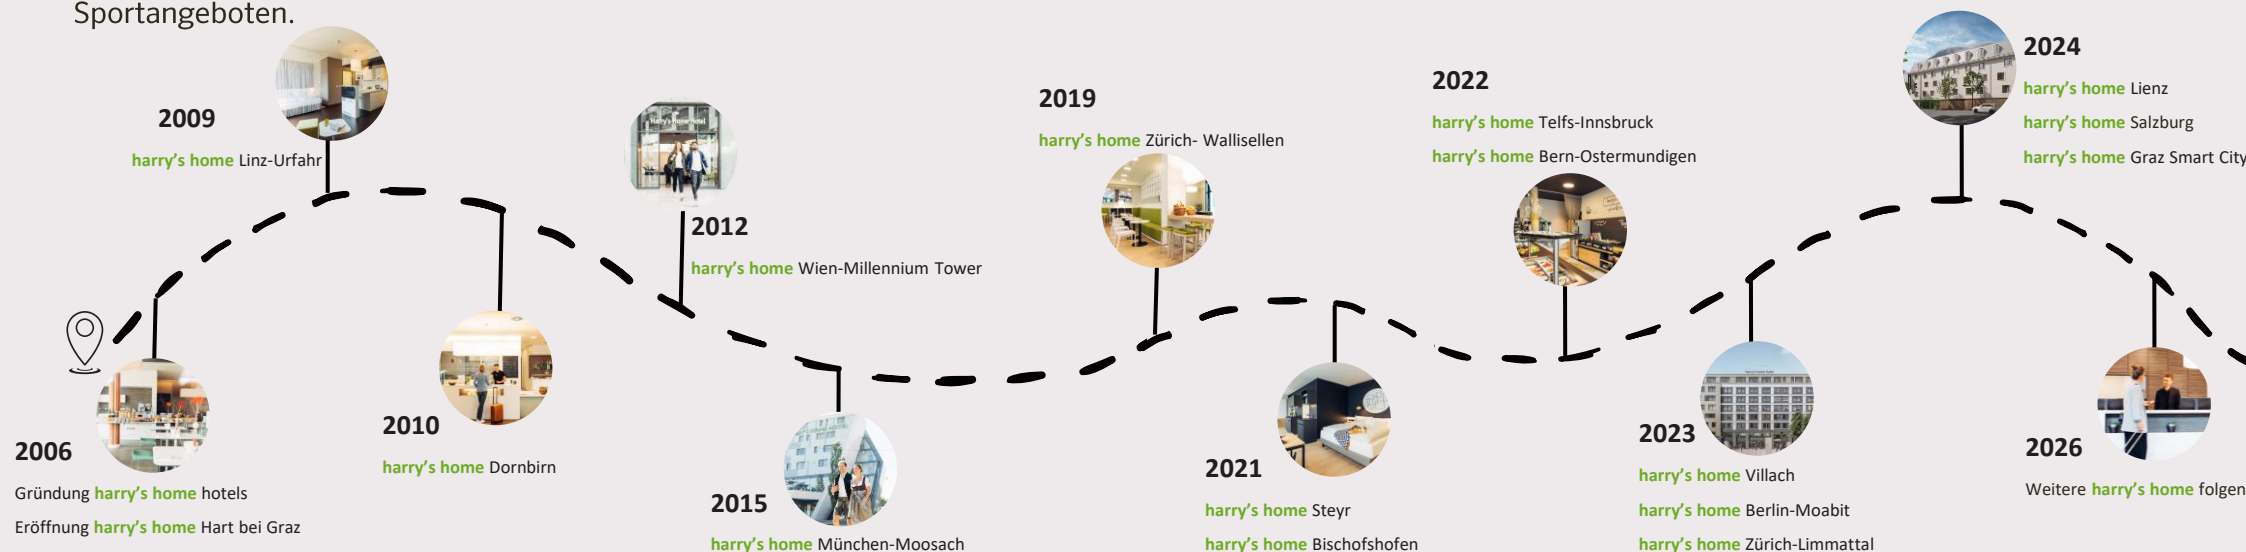 Sportangeboten.
2009
harry's home Linz-Urfahr
2012
harry's home Wien-Millennium Tower
2019
harry's home Zürich- Wallisellen
2022
harry's home Telfs-Innsbruck
harry's home Bern-Ostermundigen
2024
harry's home Lienz
harry's home Salzburg
harry's home Graz Smart City
2006
Gründung harry's home hotels
Eröffnung harry's home Hart bei Graz
2010
harry's home Dornbirn
2015
harry's home München-Moosach
2021
harry's home Steyr
harry's home Bischofshofen
2023
harry's home Villach
harry's home Berlin-Moabit
harry's home Zürich-Limmattal
2026
Weitere harry's home folgen